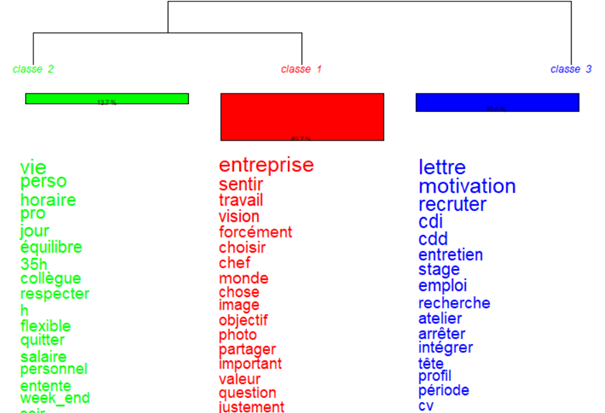 classe 2
classe 1
classe 3
vie
perso
horaire
pro
jour
équilibre
35h
collègue
respecter
h
flexible
quitter
salaire
personnel
entente
week_end
entreprise
sentir
travail
vision
forcément
choisir
chef
monde
chose
image
objectif
photo
partager
important
valeur
question
justement
lettre
motivation
recruter
cdi
cdd
entretien
stage
emploi
recherche
atelier
arrêter
intégrer
tête
profil
période
cv